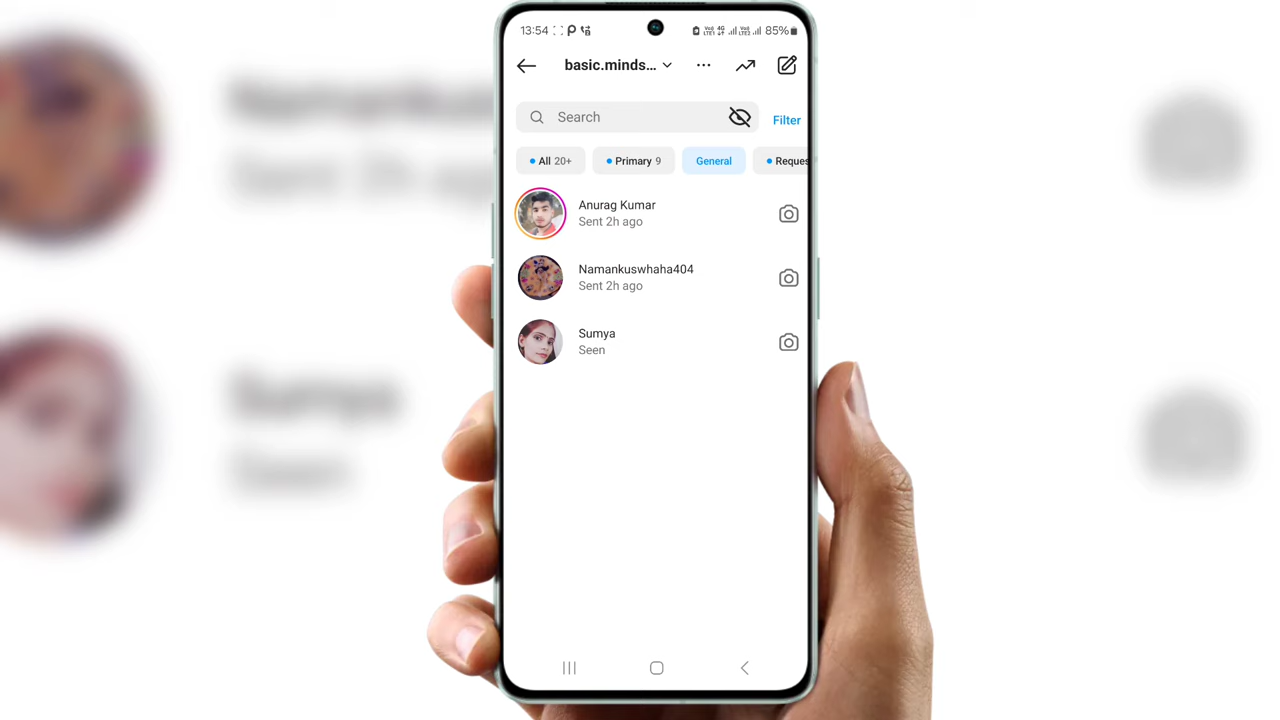 13:54 85%
basic.minds...
Search
Filter
All 20+ Primary 9 General Reques
Anurag Kumar
Sent 2h ago
Namankuswhaha404
Sent 2h ago
Sumya
Seen